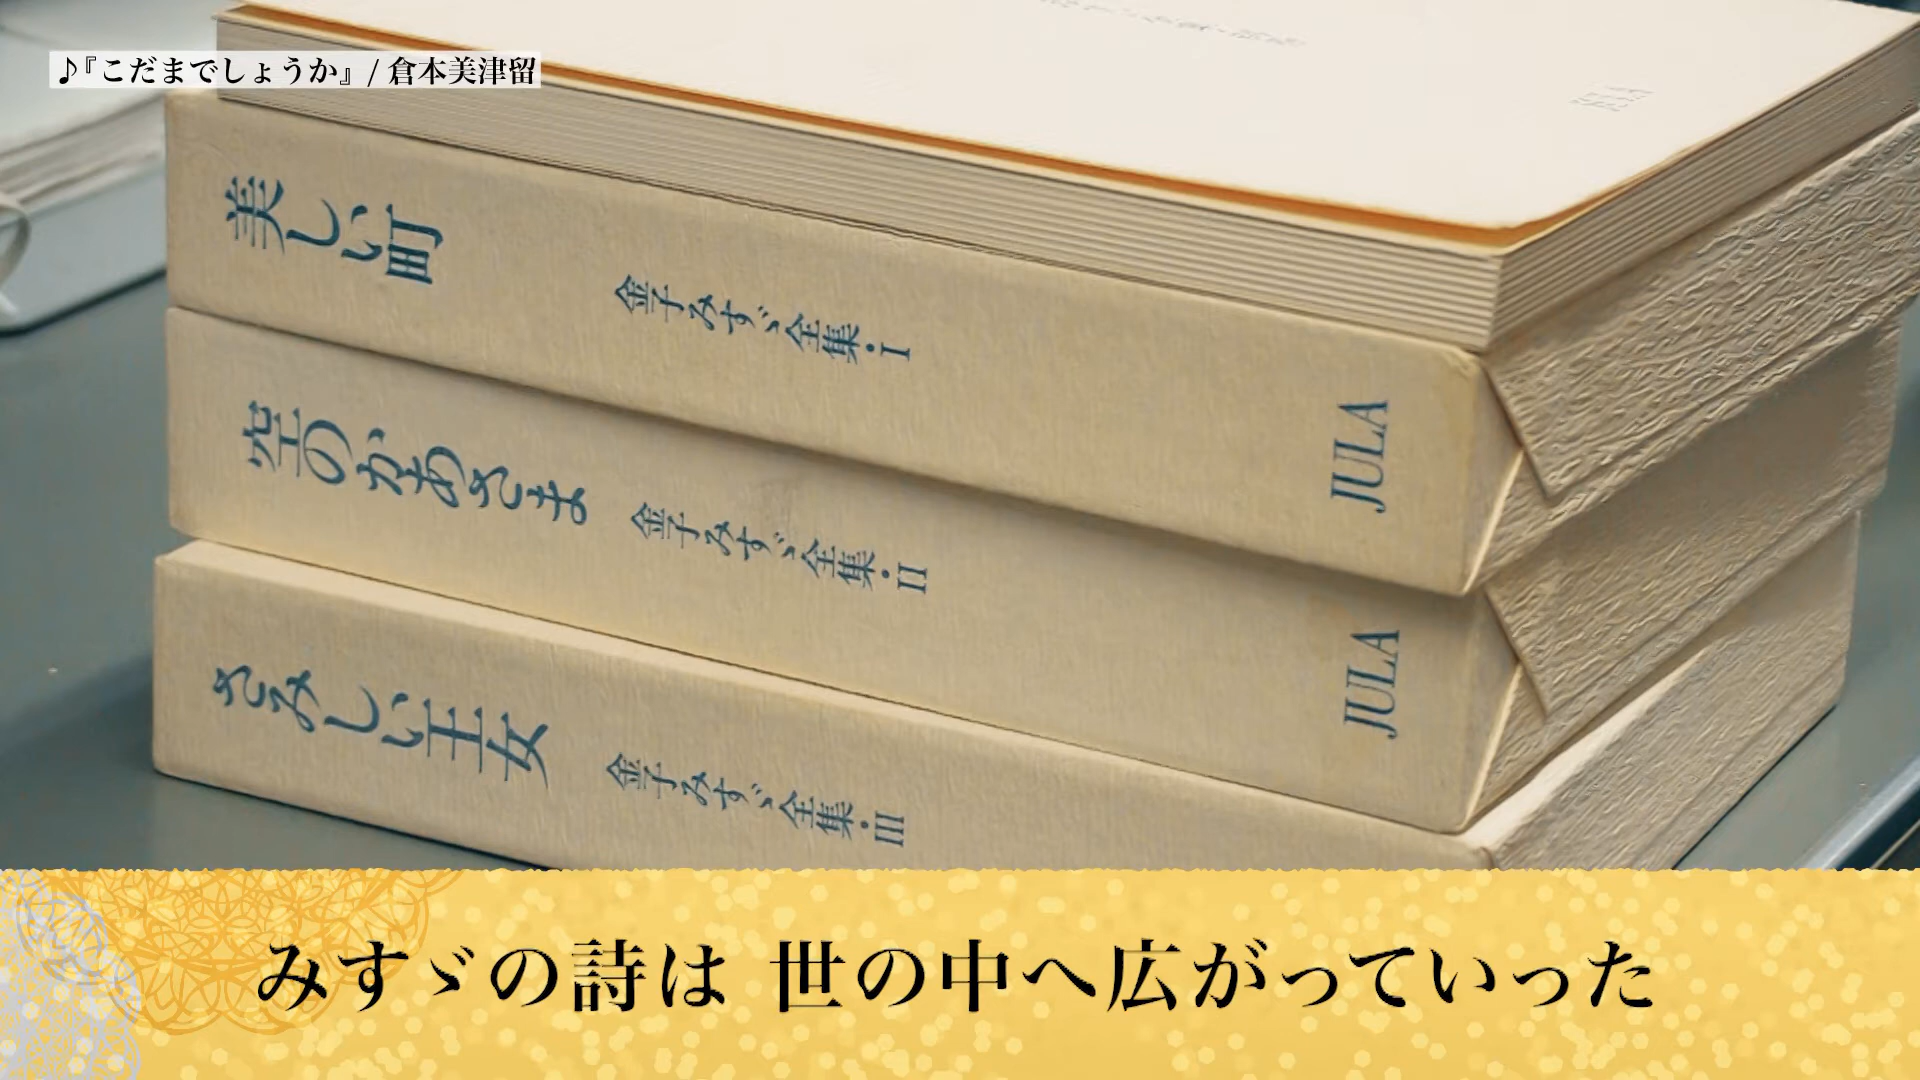 ♪『こだまでしょうか』/ 倉本美津留
美しい町 金子みすゞ全集・I JULA
空のかあさま 金子みすゞ全集・II JULA
さみしい王女 金子みすゞ全集・III
みすゞの詩は 世の中へ広がっていった